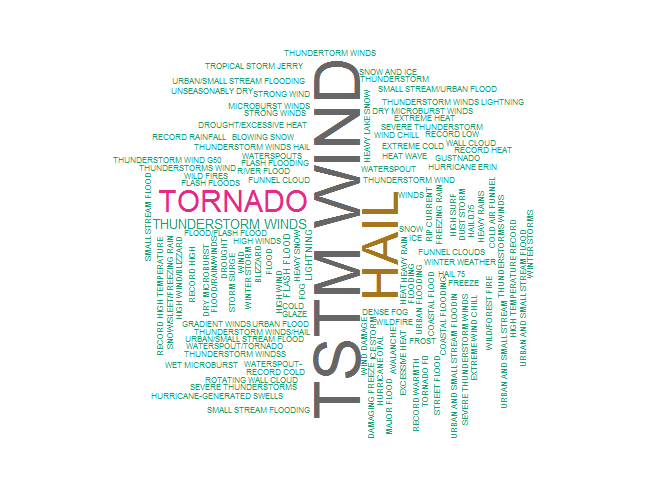 THUNDERTORM WINDS
TROPICAL STORM JERRY
SNOW AND ICE
THUNDERSTORM
URBAN/SMALL STREAM FLOODING
UNSEASONABLY DRY
STRONG WIND
SMALL STREAM/URBAN FLOOD
MICROBURST WINDS
STRONG WINDS
THUNDERTORM WINDS LIGHTNING
DRY MICROBURST WINDS
EXTREME HEAT
DROUGHT/EXCESSIVE HEAT
SEVERE THUNDERSTORM
RECORD RAINFALL
BLOWING SNOW
WIND CHILL
RECORD LOW
THUNDERSTORM WINDS HAIL
EXTREME COLD
WALL CLOUD
RECORD HEAT
WATERSPOUTS
HEAT WAVE
GUSTNADO
THUNDERSTORM WIND G50
FLASH FLOODING
THUNDERSTORMS WIND
RIVER FLOOD
WATERSPOUT
HURRICANE ERIN
WILD FIRES
FLASH FLOODS
FUNNEL CLOUD
THUNDERSTORM WIND
HEAVY LAKE SNOW
TSTM WIND
TORNADO
HAIL
WINDS
THUNDERSTORM WINDS
SMALL STREAM FLOOD
FLOOD/FLASH FLOOD
HIGH WINDS
SNOW
ICE
RIP CURRENT
FREEZING RAIN
HIGH SURF
DUST STORM
HAIL 075
HEAVY RAINS
COLD AIR FUNNEL
THUNDERSTORMS WINDS
HIGH TEMPERATURE RECORD
URBAN AND SMALL STREAM FLOOD
WINTER STORMS
RECORD HIGH TEMPERATURE
SNOW/SLEET/FREEZING RAIN
HIGH WIND/BLIZZARD
RECORD HIGH
DRY MICROBURST
FLOOD/RAIN/WINDS
DROUGHT
STORM SURGE
WIND
WINTER STORM
BLIZZARD
FLOOD
HIGH WIND
FLASH FLOOD
HEAVY SNOW
FOG
LIGHTNING
COLD
GLAZE
FUNNEL CLOUDS
WINTER WEATHER
HAIL 75
FREEZE
HEAT
HEAVY RAIN
FLOODING
URBAN FLOODING
COASTAL FLOOD
COASTAL FLOODING
DENSE FOG
WILDFIRE
FROST
GRADIENT WINDS
URBAN FLOOD
THUNDERSTORM WINDS/HAIL
URBAN/SMALL STREAM FLOOD
WATERSPOUT/TORNADO
THUNDERSTORM WINDSS
WET MICROBURST
WATERSPOUT-
RECORD COLD
ROTATING WALL CLOUD
SEVERE THUNDERSTORMS
HURRICANE-GENERATED SWELLS
SMALL STREAM FLOODING
WIND DAMAGE
DAMAGING FREEZE
ICE STORM
HURRICANE OPAL
MAJOR FLOOD
AVALANCHE
EXCESSIVE HEAT
RECORD WARMTH
TORNADO F0
STREET FLOOD
URBAN AND SMALL STREAM FLOODIN
SEVERE THUNDERSTORM WINDS
EXTREME WIND CHILL
WILD/FOREST FIRE
URBAN AND SMALL STREAM